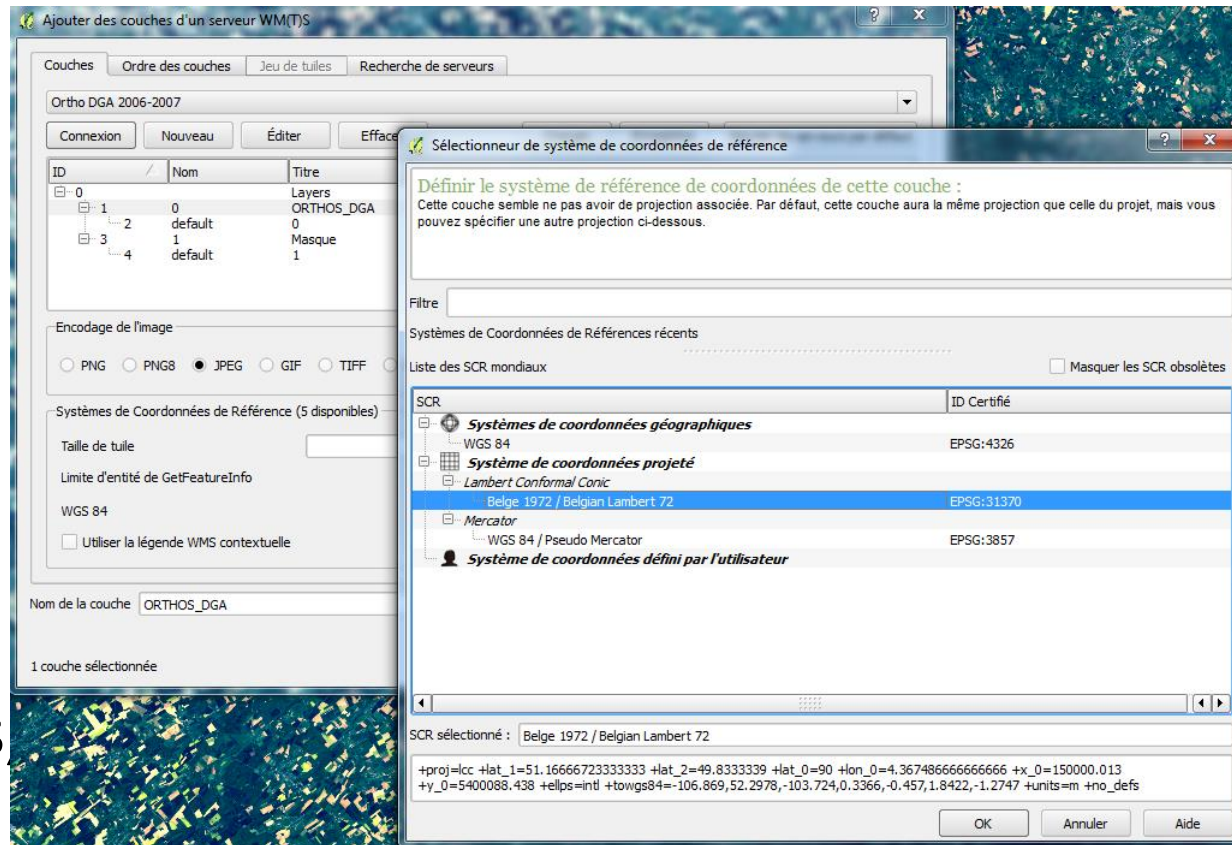 Ajouter des couches d'un serveur WM(T)S
Couches Ordre des couches Jeu de tuiles Recherche de serveurs
Ortho DGA 2006-2007
Connexion Nouveau Éditer
ID Nom Titre
0 Layers
1 0 ORTHOS_DGA
2 default 0
3 1 Masque
4 default 1
Encodage de l'image
PNG PNG8 JPEG GIF TIFF
Systèmes de Coordonnées de Référence (5 disponibles)
Taille de tuile
Limite d'entité de GetFeatureInfo
WGS 84
Utiliser la légende WMS contextuelle
Nom de la couche ORTHOS_DGA
1 couche sélectionnée
Sélectionneur de système de coordonnées de référence
Définir le système de référence de coordonnées de cette couche :
Cette couche semble ne pas avoir de projection associée. Par défaut, cette couche aura la même projection que celle du projet, mais vous
pouvez spécifier une autre projection ci-dessous.
Filtre
Systèmes de Coordonnées de Références récents
Liste des SCR mondiaux Masquer les SCR obsolètes
SCR ID Certifié
Systèmes de coordonnées géographiques
WGS 84 EPSG:4326
Système de coordonnées projeté
Lambert Conformal Conic
Belge 1972 / Belgian Lambert 72 EPSG:31370
Mercator
WGS 84 / Pseudo Mercator EPSG:3857
Système de coordonnées défini par l'utilisateur
SCR sélectionné : Belge 1972 / Belgian Lambert 72
+proj=lcc +lat_1=51.16666723333333 +lat_2=49.8333339 +lat_0=90 +lon_0=4.367486666666666 +x_0=150000.013
+y_0=5400088.438 +ellps=intl +towgs84=-106.869,52.2978,-103.724,0.3366,-0.457,1.8422,-1.2747 +units=m +no_defs
OK Annuler Aide